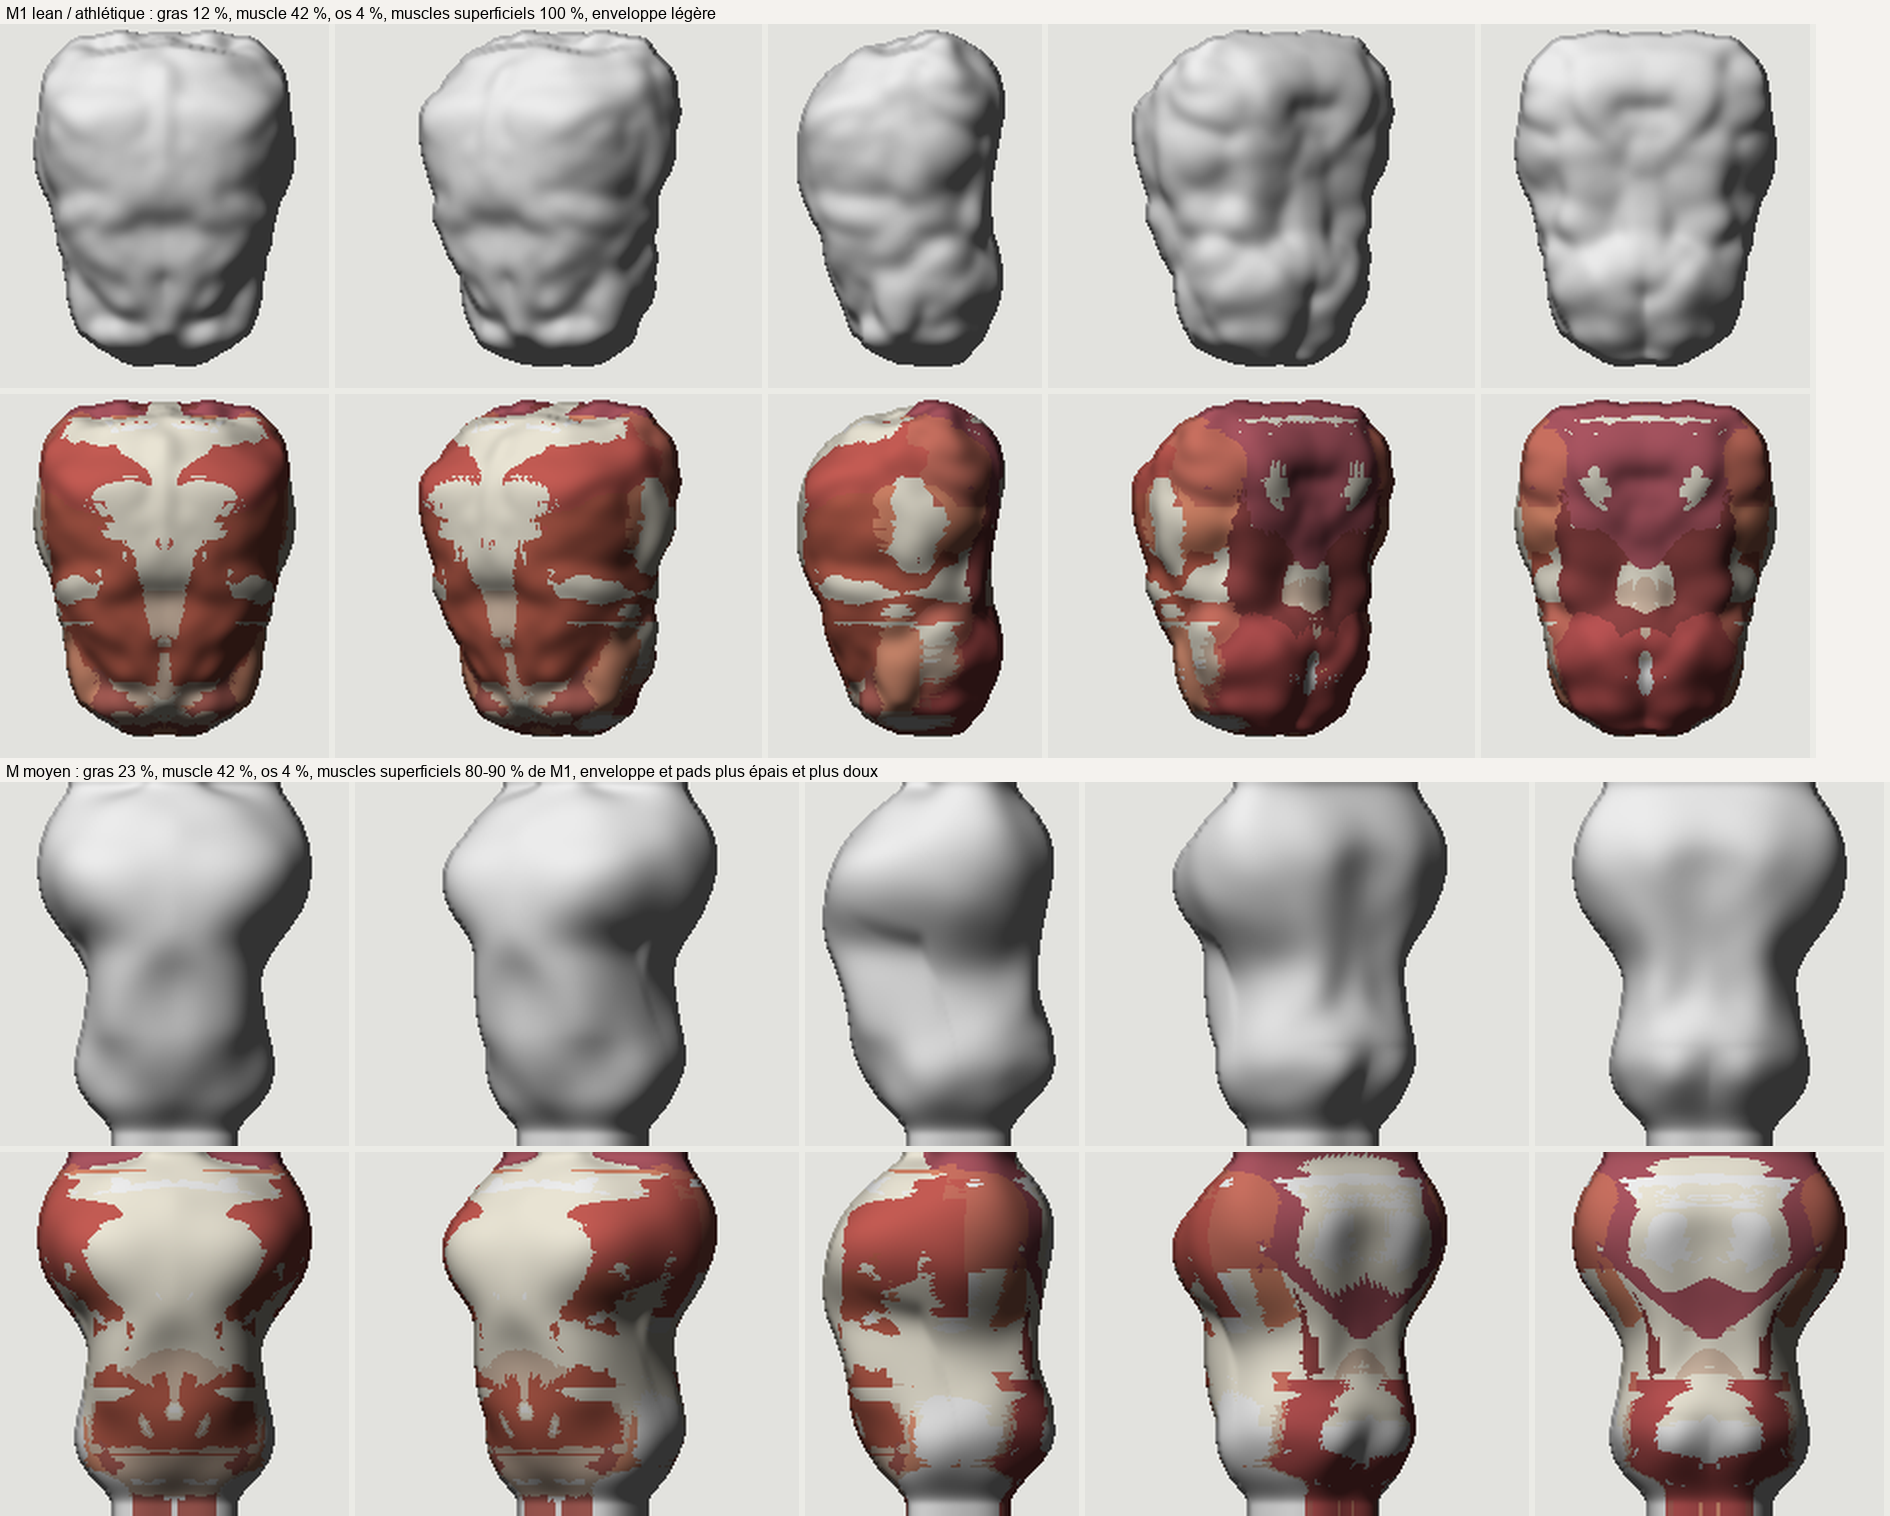 M1 lean / athlétique : gras 12 %, muscle 42 %, os 4 %, muscles superficiels 100 %, enveloppe légère
M moyen : gras 23 %, muscle 42 %, os 4 %, muscles superficiels 80-90 % de M1, enveloppe et pads plus épais et plus doux